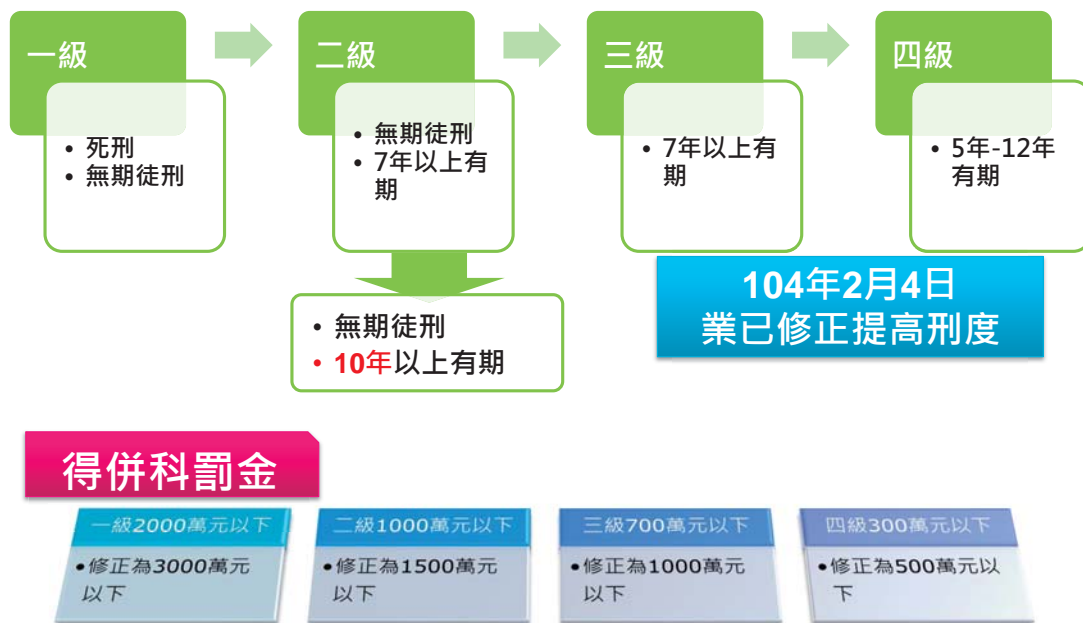 一級
• 死刑
• 無期徒刑
二級
• 無期徒刑
• 7年以上有
期
三級
• 7年以上有
期
四級
• 5年-12年
有期
• 無期徒刑
• 10年以上有期
104年2月4日
業已修正提高刑度
得併科罰金
一級2000萬元以下
•修正為3000萬元
以下
二級1000萬元以下
•修正為1500萬元
以下
三級700萬元以下
•修正為1000萬元
以下
四級300萬元以下
•修正為500萬元以
下